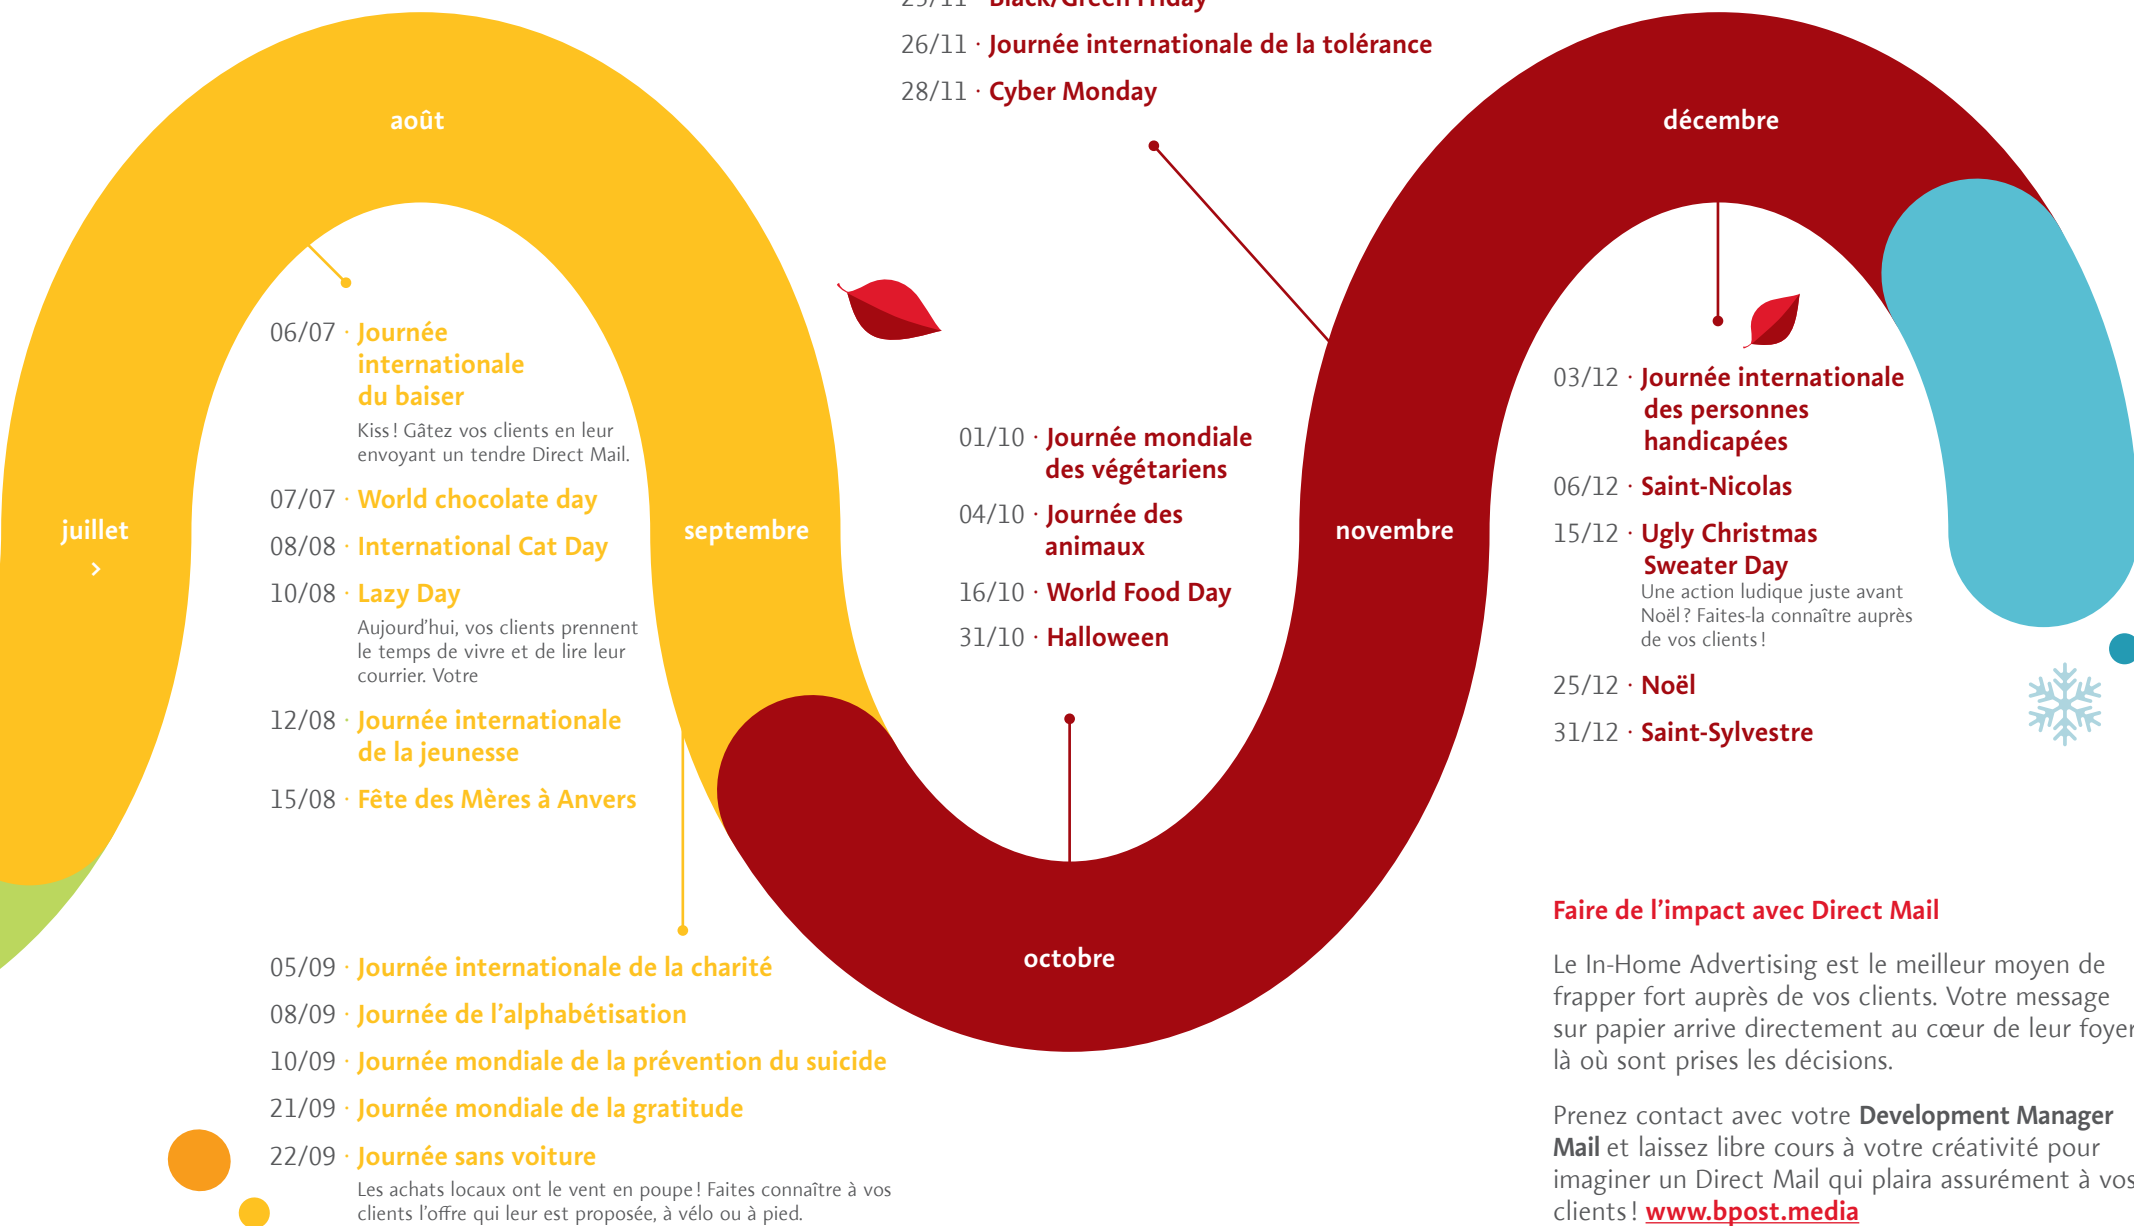 25/11 · Black/Green Friday
26/11 · Journée internationale de la tolérance
28/11 · Cyber Monday
août
décembre
juillet
>
septembre
novembre
octobre
06/07 · Journée
internationale
du baiser
Kiss ! Gâtez vos clients en leur
envoyant un tendre Direct Mail.
07/07 · World chocolate day
08/08 · International Cat Day
10/08 · Lazy Day
Aujourd'hui, vos clients prennent
le temps de vivre et de lire leur
courrier. Votre
12/08 · Journée internationale
de la jeunesse
15/08 · Fête des Mères à Anvers
01/10 · Journée mondiale
des végétariens
04/10 · Journée des
animaux
16/10 · World Food Day
31/10 · Halloween
03/12 · Journée internationale
des personnes
handicapées
06/12 · Saint-Nicolas
15/12 · Ugly Christmas
Sweater Day
Une action ludique juste avant
Noël ? Faites-la connaître auprès
de vos clients !
25/12 · Noël
31/12 · Saint-Sylvestre
05/09 · Journée internationale de la charité
08/09 · Journée de l'alphabétisation
10/09 · Journée mondiale de la prévention du suicide
21/09 · Journée mondiale de la gratitude
22/09 · Journée sans voiture
Les achats locaux ont le vent en poupe ! Faites connaître à vos
clients l'offre qui leur est proposée, à vélo ou à pied.
Faire de l'impact avec Direct Mail
Le In-Home Advertising est le meilleur moyen de
frapper fort auprès de vos clients. Votre message
sur papier arrive directement au cœur de leur foyer
là où sont prises les décisions.
Prenez contact avec votre Development Manager
Mail et laissez libre cours à votre créativité pour
imaginer un Direct Mail qui plaira assurément à vos
clients ! www.bpost.media